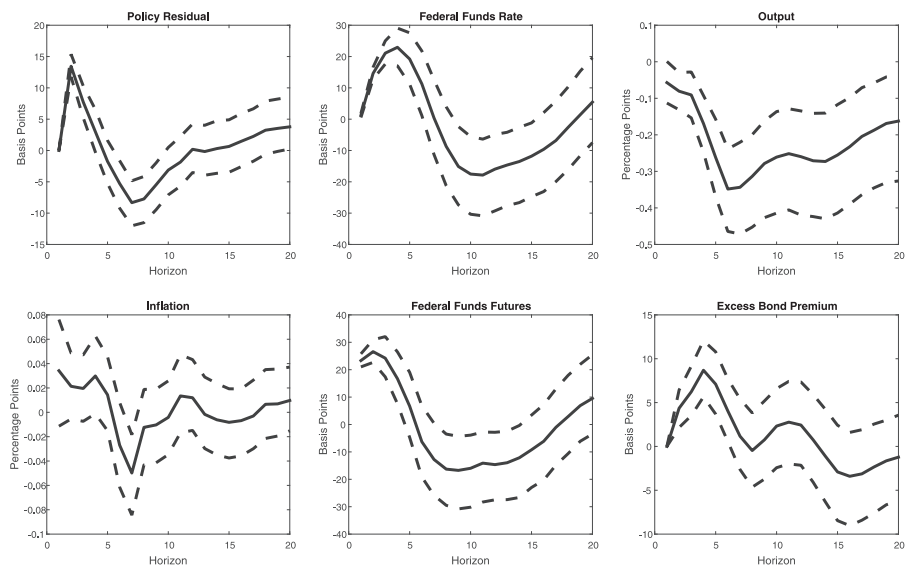 Policy Residual
20
15
10
5
0
-5
-10
-15
Basis Points
0 5 10 15 20
Horizon
Federal Funds Rate
30
20
10
0
-10
-20
-30
-40
Basis Points
0 5 10 15 20
Horizon
Output
0.1
0
-0.1
-0.2
-0.3
-0.4
-0.5
Percentage Points
0 5 10 15 20
Horizon
Inflation
0.08
0.06
0.04
0.02
0
-0.02
-0.04
-0.06
-0.08
-0.1
Percentage Points
0 5 10 15 20
Horizon
Federal Funds Futures
40
30
20
10
0
-10
-20
-30
-40
Basis Points
0 5 10 15 20
Horizon
Excess Bond Premium
15
10
5
0
-5
-10
Basis Points
0 5 10 15 20
Horizon